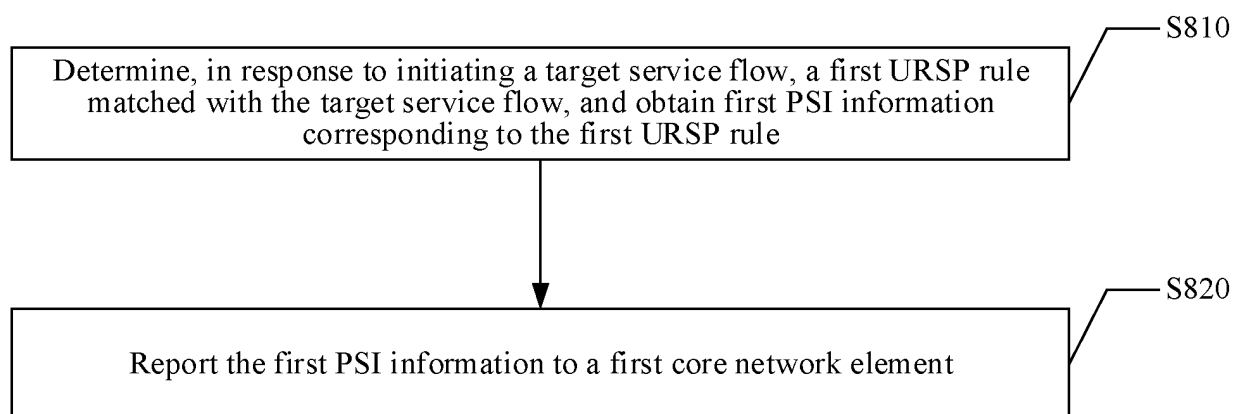 S810
Determine, in response to initiating a target service flow, a first URSP rule
matched with the target service flow, and obtain first PSI information
corresponding to the first URSP rule
S820
Report the first PSI information to a first core network element